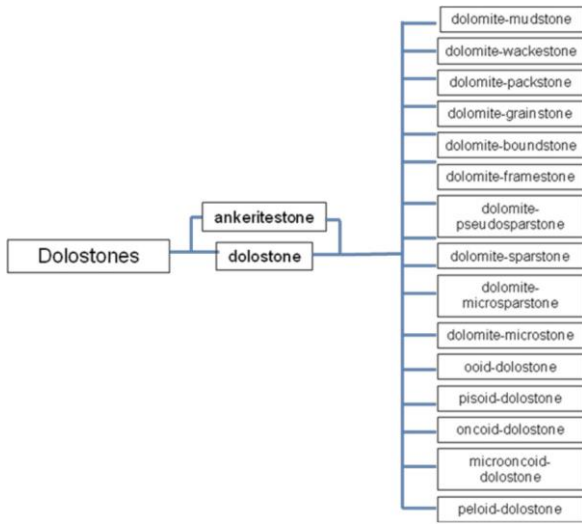 Dolostones
ankeritestone
dolostone
dolomite-mudstone
dolomite-wackestone
dolomite-packstone
dolomite-grainstone
dolomite-boundstone
dolomite-framestone
dolomite-
pseudosparstone
dolomite-sparstone
dolomite-
microsparstone
dolomite-microstone
ooid-dolostone
pisoid-dolostone
oncoid-dolostone
microoncoid-
dolostone
peloid-dolostone